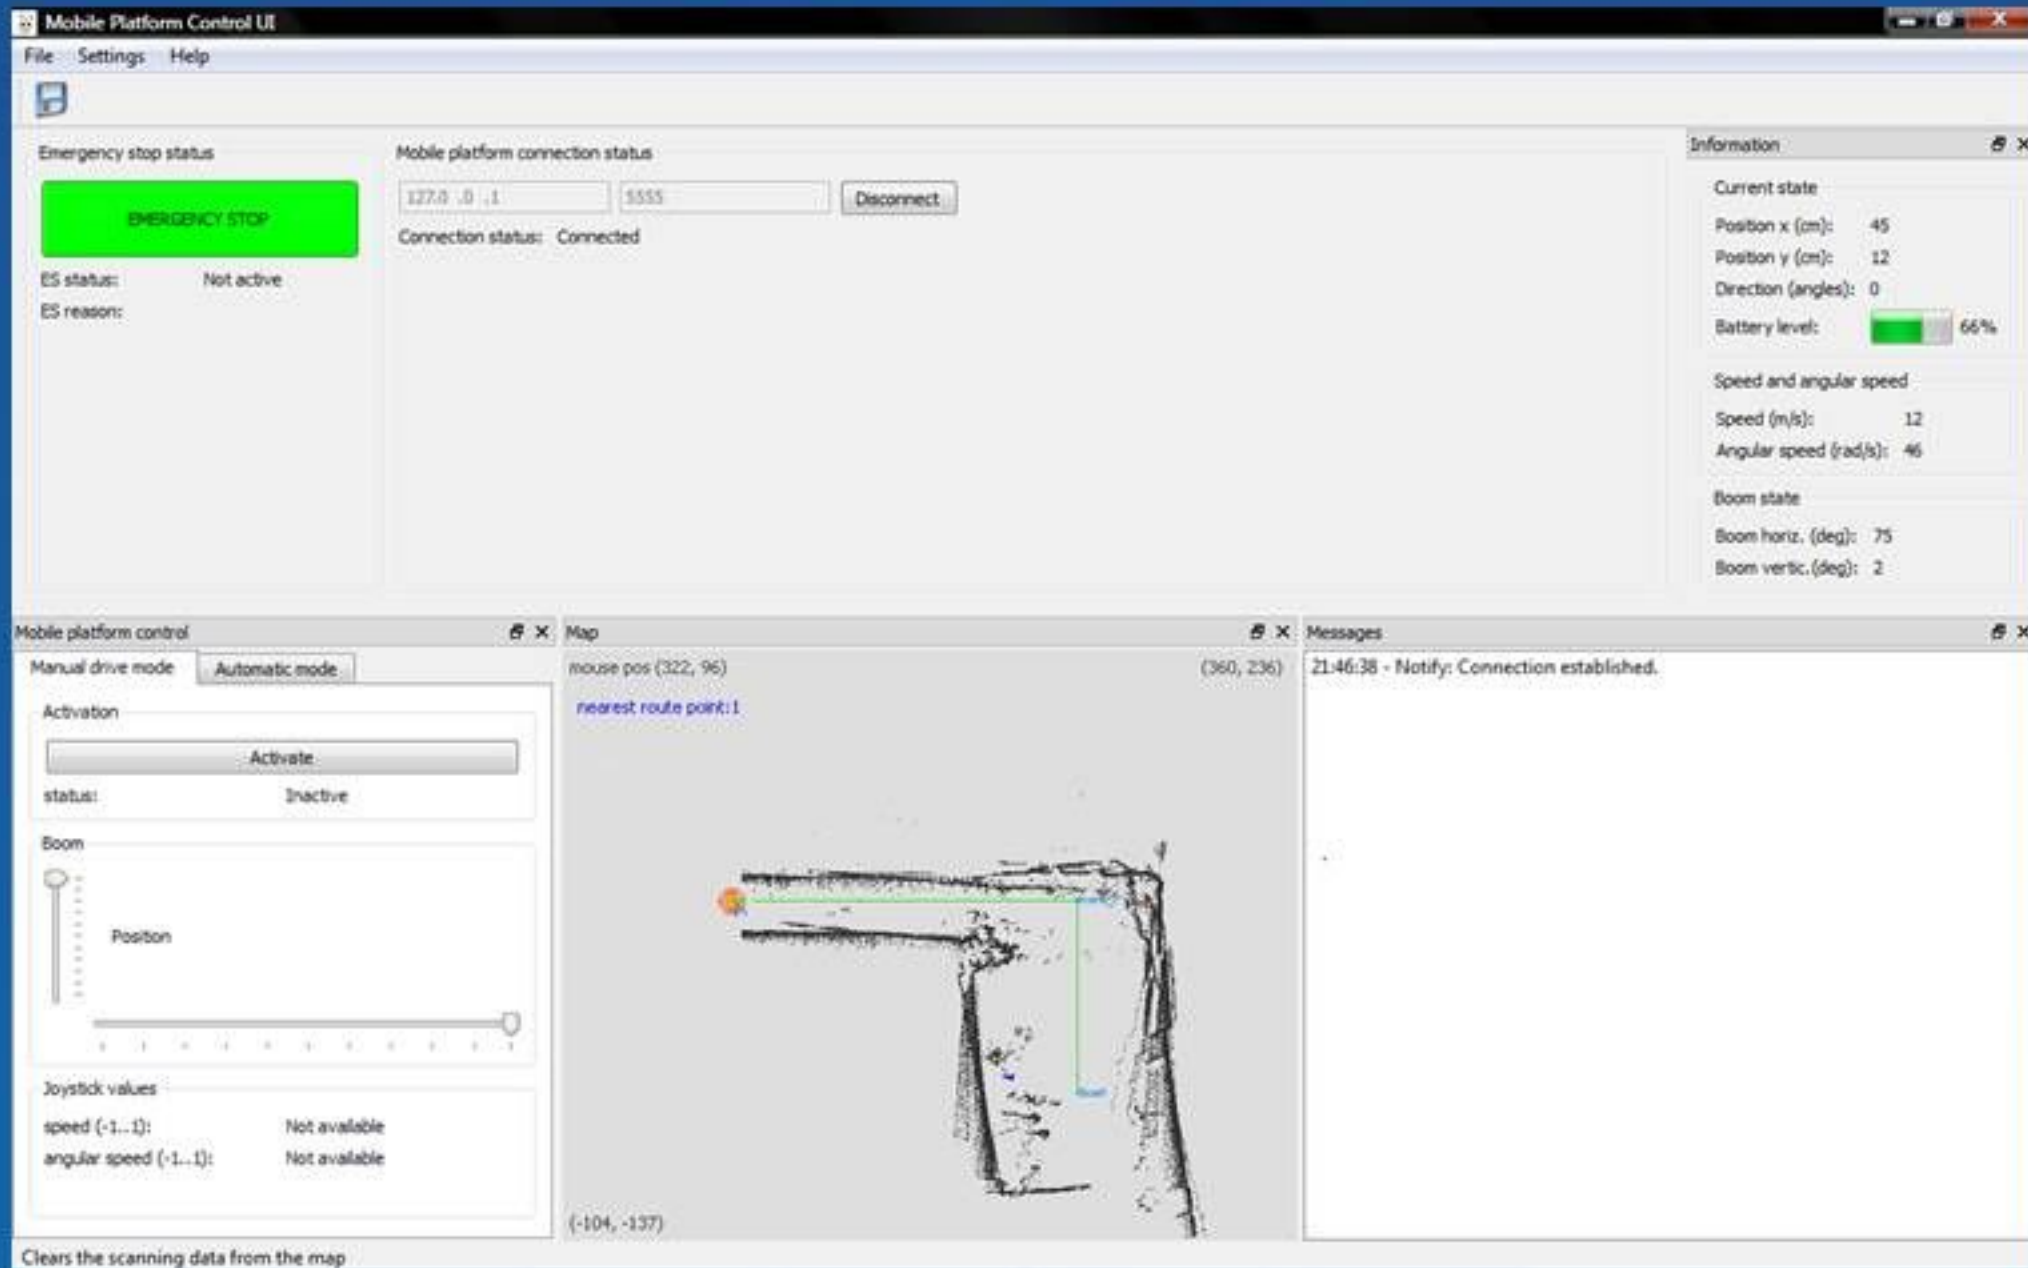 Mobile Platform Control UI
File Settings Help
Emergency stop status
EMERGENCY STOP
ES status: Not active
ES reason:
Mobile platform connection status
127.0 .0 .1 5555 Disconnect
Connection status: Connected
Information
Current state
Position x (cm): 45
Position y (cm): 12
Direction (angles): 0
Battery level: 66%
Speed and angular speed
Speed (m/s): 12
Angular speed (rad/s): 46
Boom state
Boom horiz. (deg): 75
Boom vertic.(deg): 2
Mobile platform control
Manual drive mode Automatic mode
Activation
Activate
status: Inactive
Boom
Position
Joystick values
speed (-1..1): Not available
angular speed (-1..1): Not available
Map
mouse pos (322, 96) (360, 236)
nearest route point:1
(-104, -137)
Messages
21:46:38 - Notify: Connection established.
Clears the scanning data from the map